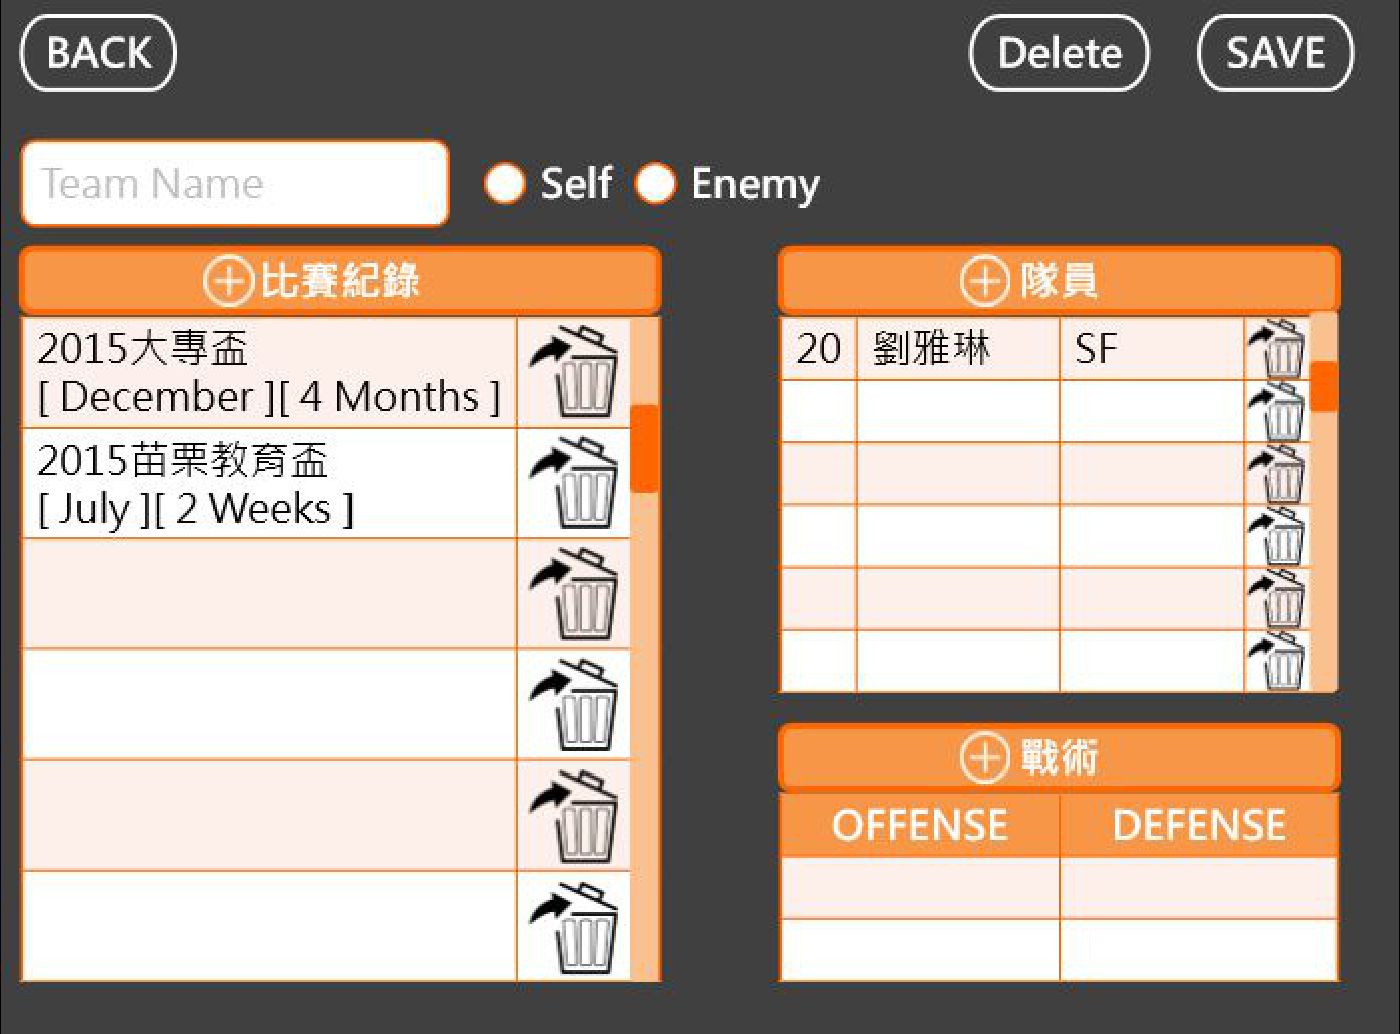 BACK
Delete
SAVE
Team Name
Self
Enemy
比賽紀錄
2015大專盃
[ December ][ 4 Months ]
2015苗栗教育盃
[ July ][ 2 Weeks ]
隊員
20 劉雅琳 SF
戰術
OFFENSE DEFENSE